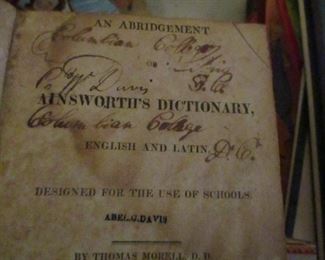 AN ABRIDGEMENT
Columbian College
OF
D. C.
Davis
AINSWORTH'S DICTIONARY,
Columbian College
ENGLISH AND LATIN,
D. C.
DESIGNED FOR THE USE OF SCHOOLS.
ABEL.G.DAVIS
BY THOMAS MORELL, D. D.